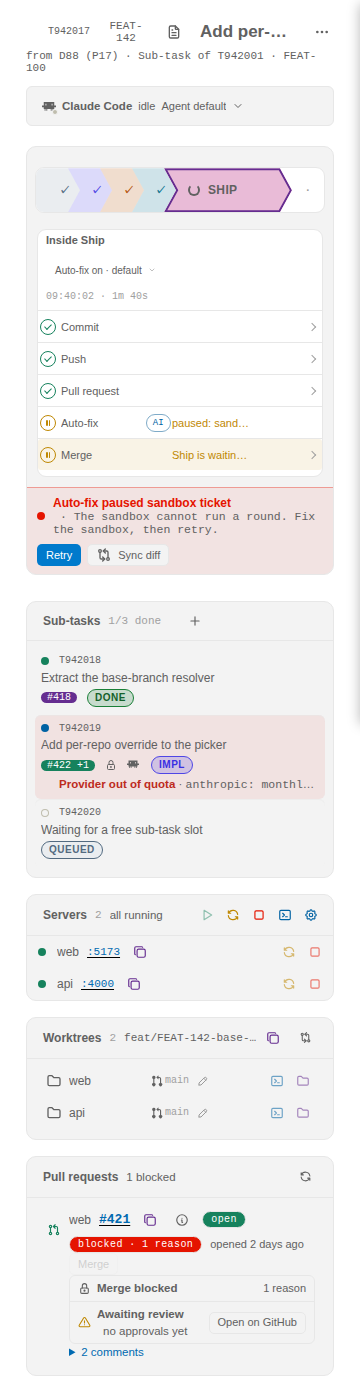 T942017 FEAT-142 Add per-… ···
from D88 (P17) · Sub-task of T942001 · FEAT-100
Claude Code idle Agent default
✓ ✓ ✓ ✓ SHIP ·
Inside Ship
Auto-fix on · default
09:40:02 · 1m 40s
Commit
Push
Pull request
Auto-fix AI paused: sand…
Merge Ship is waitin…
Auto-fix paused sandbox ticket
· The sandbox cannot run a round. Fix
the sandbox, then retry.
Retry Sync diff
Sub-tasks 1/3 done
T942018
Extract the base-branch resolver
#418 DONE
T942019
Add per-repo override to the picker
#422 +1 IMPL
Provider out of quota · anthropic: monthl…
T942020
Waiting for a free sub-task slot
QUEUED
Servers 2 all running
web :5173
api :4000
Worktrees 2 feat/FEAT-142-base-…
web main
api main
Pull requests 1 blocked
web #421 open
blocked · 1 reason opened 2 days ago
Merge
Merge blocked 1 reason
Awaiting review
no approvals yet Open on GitHub
2 comments